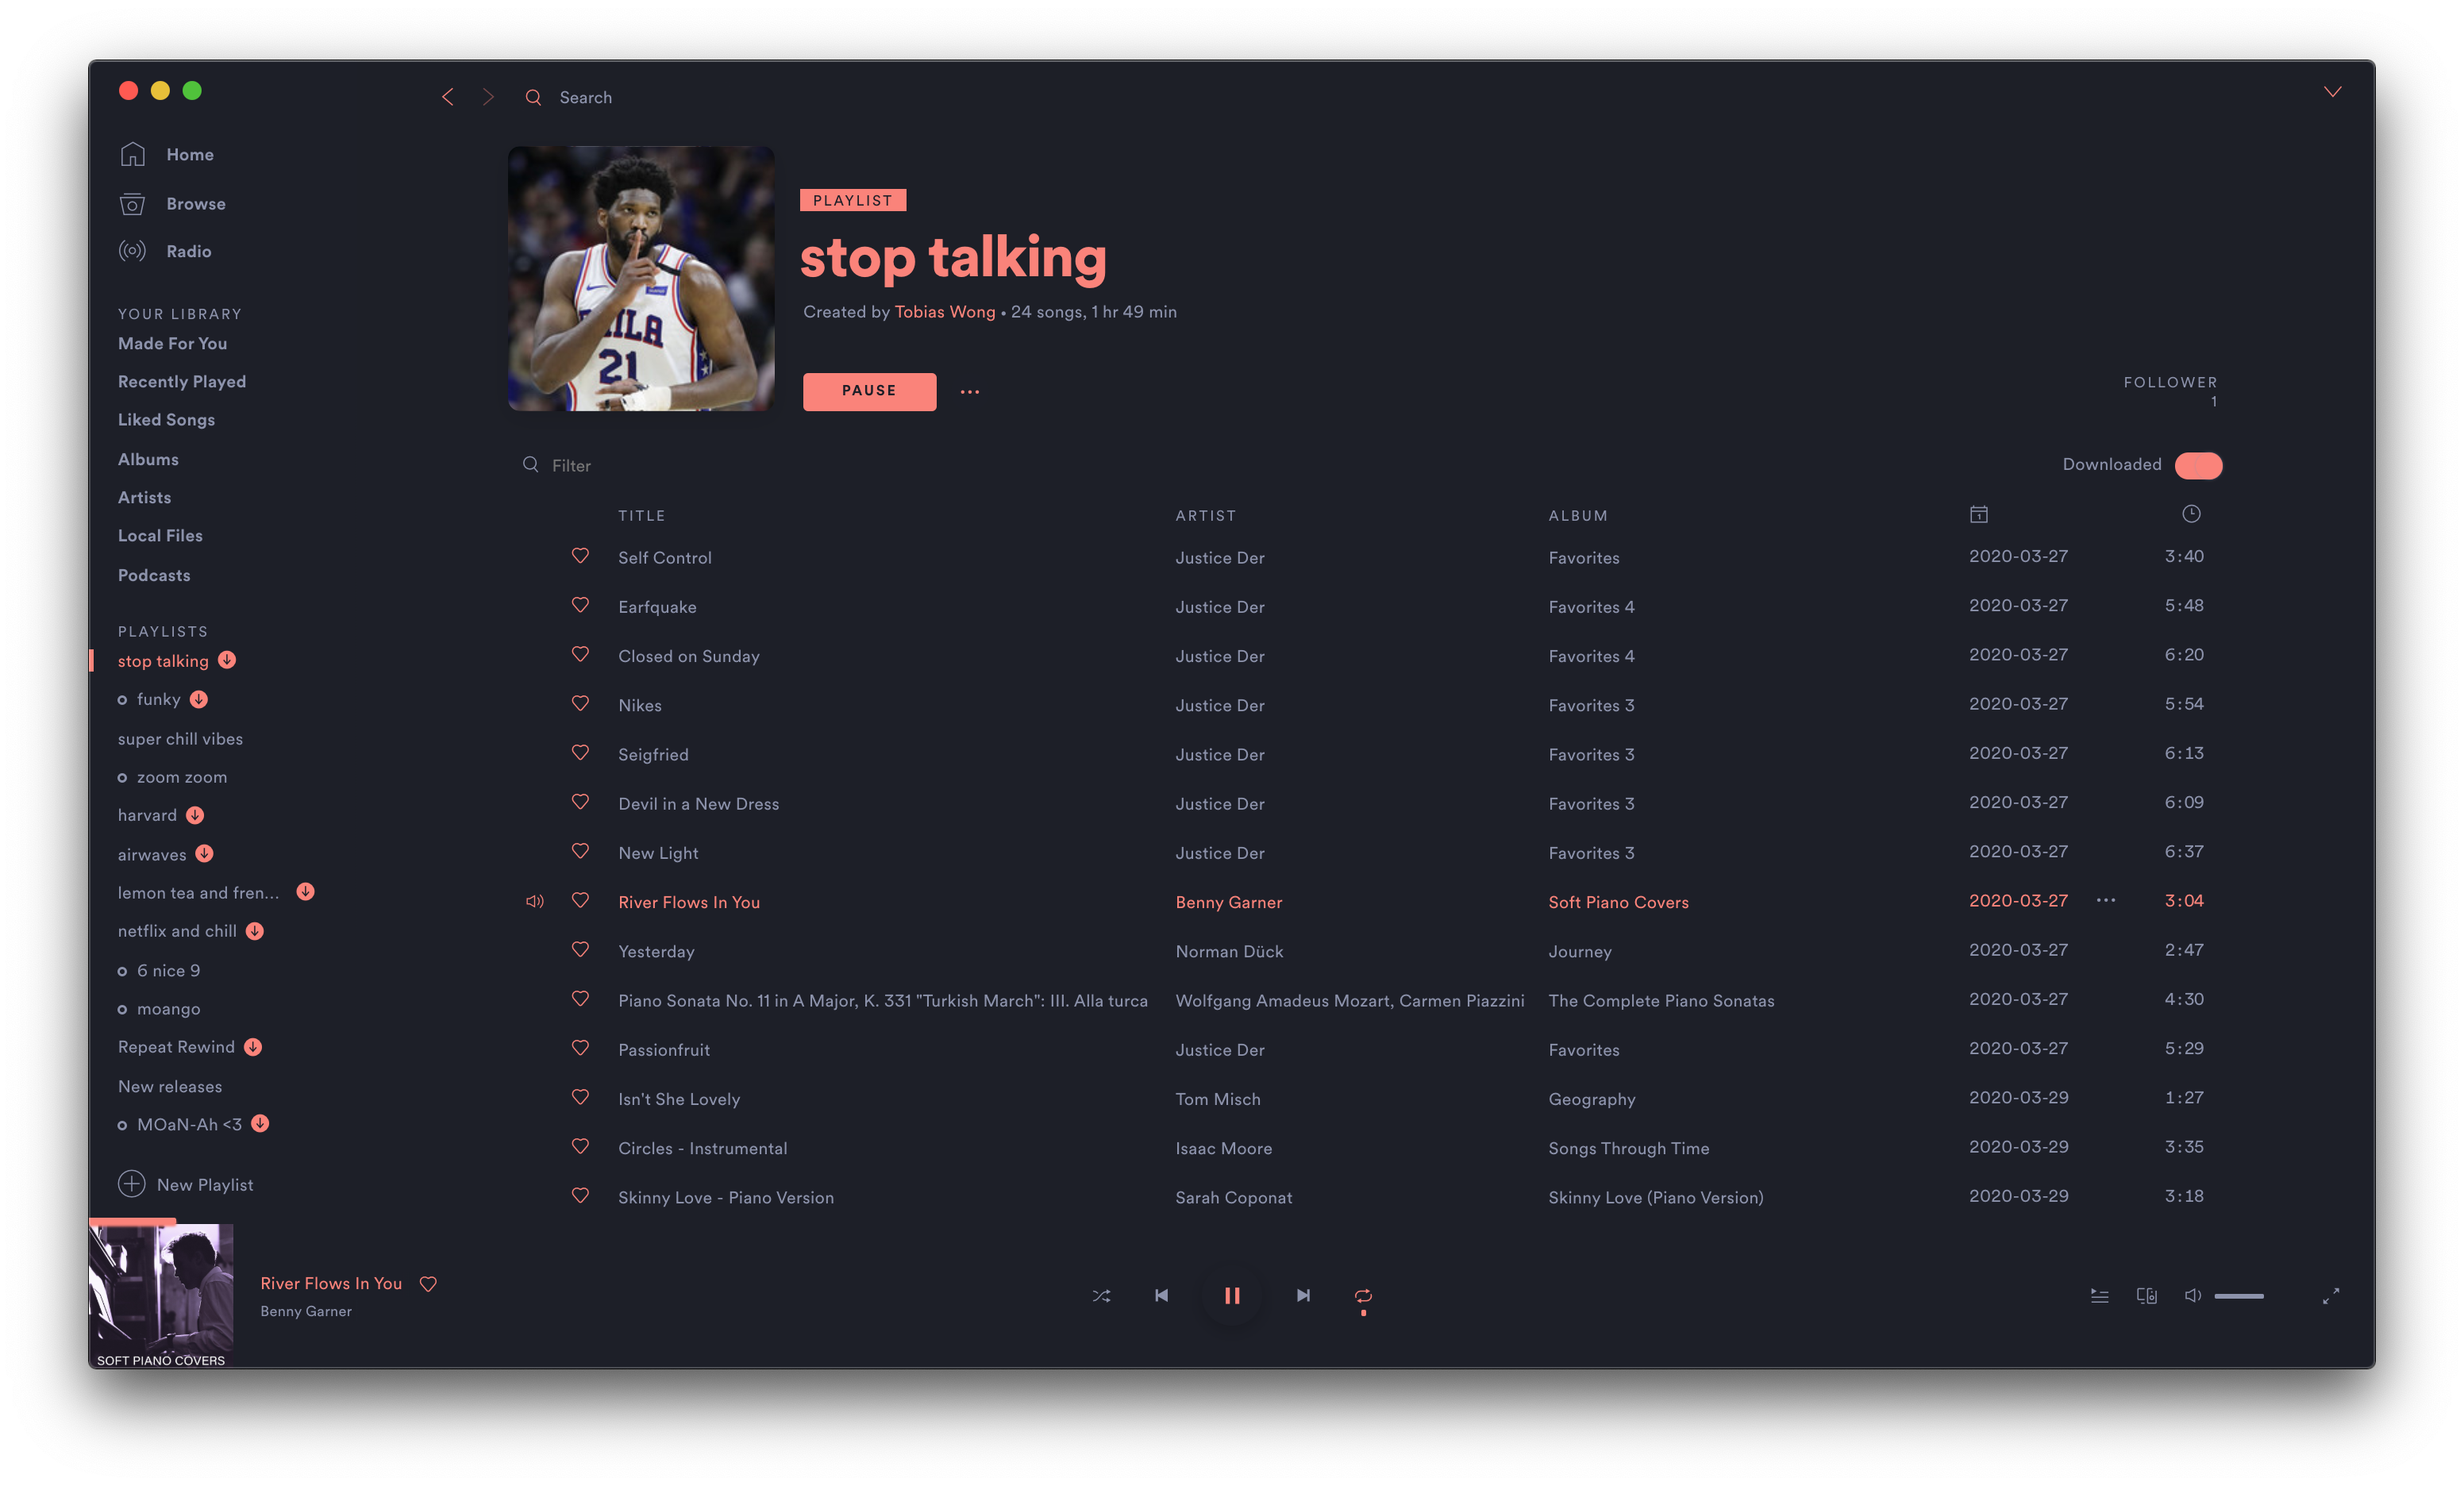 Search
Home
Browse
Radio
YOUR LIBRARY
Made For You
Recently Played
Liked Songs
Albums
Artists
Local Files
Podcasts
PLAYLISTS
stop talking
funky
super chill vibes
zoom zoom
harvard
airwaves
lemon tea and fren...
netflix and chill
6 nice 9
moango
Repeat Rewind
New releases
MOaN-Ah <3
New Playlist
PHILA
21
PLAYLIST
stop talking
Created by Tobias Wong • 24 songs, 1 hr 49 min
PAUSE
FOLLOWER
1
Filter
Downloaded
TITLE ARTIST ALBUM
Self Control Justice Der Favorites 2020-03-27 3:40
Earfquake Justice Der Favorites 4 2020-03-27 5:48
Closed on Sunday Justice Der Favorites 4 2020-03-27 6:20
Nikes Justice Der Favorites 3 2020-03-27 5:54
Seigfried Justice Der Favorites 3 2020-03-27 6:13
Devil in a New Dress Justice Der Favorites 3 2020-03-27 6:09
New Light Justice Der Favorites 3 2020-03-27 6:37
River Flows In You Benny Garner Soft Piano Covers 2020-03-27 3:04
Yesterday Norman Dück Journey 2020-03-27 2:47
Piano Sonata No. 11 in A Major, K. 331 "Turkish March": III. Alla turca Wolfgang Amadeus Mozart, Carmen Piazzini The Complete Piano Sonatas 2020-03-27 4:30
Passionfruit Justice Der Favorites 2020-03-27 5:29
Isn't She Lovely Tom Misch Geography 2020-03-29 1:27
Circles - Instrumental Isaac Moore Songs Through Time 2020-03-29 3:35
Skinny Love - Piano Version Sarah Coponat Skinny Love (Piano Version) 2020-03-29 3:18
SOFT PIANO COVERS
River Flows In You
Benny Garner